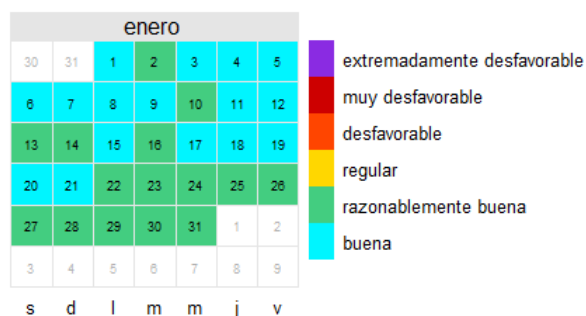 enero
30 31 1 2 3 4 5
6 7 8 9 10 11 12
13 14 15 16 17 18 19
20 21 22 23 24 25 26
27 28 29 30 31 1 2
3 4 5 6 7 8 9
s d l m m j v
extremadamente desfavorable
muy desfavorable
desfavorable
regular
razonablemente buena
buena